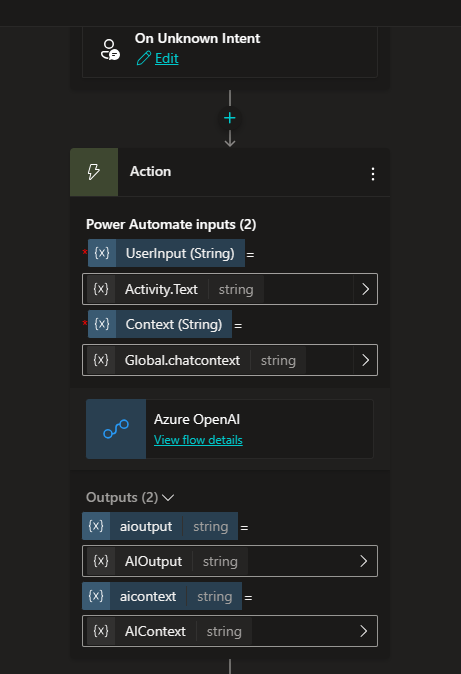 On Unknown Intent
Edit
Action
Power Automate inputs (2)
* {x} UserInput (String) =
{x} Activity.Text string
* {x} Context (String) =
{x} Global.chatcontext string
Azure OpenAI
View flow details
Outputs (2)
{x} aioutput string =
{x} AIOutput string
{x} aicontext string =
{x} AIContext string